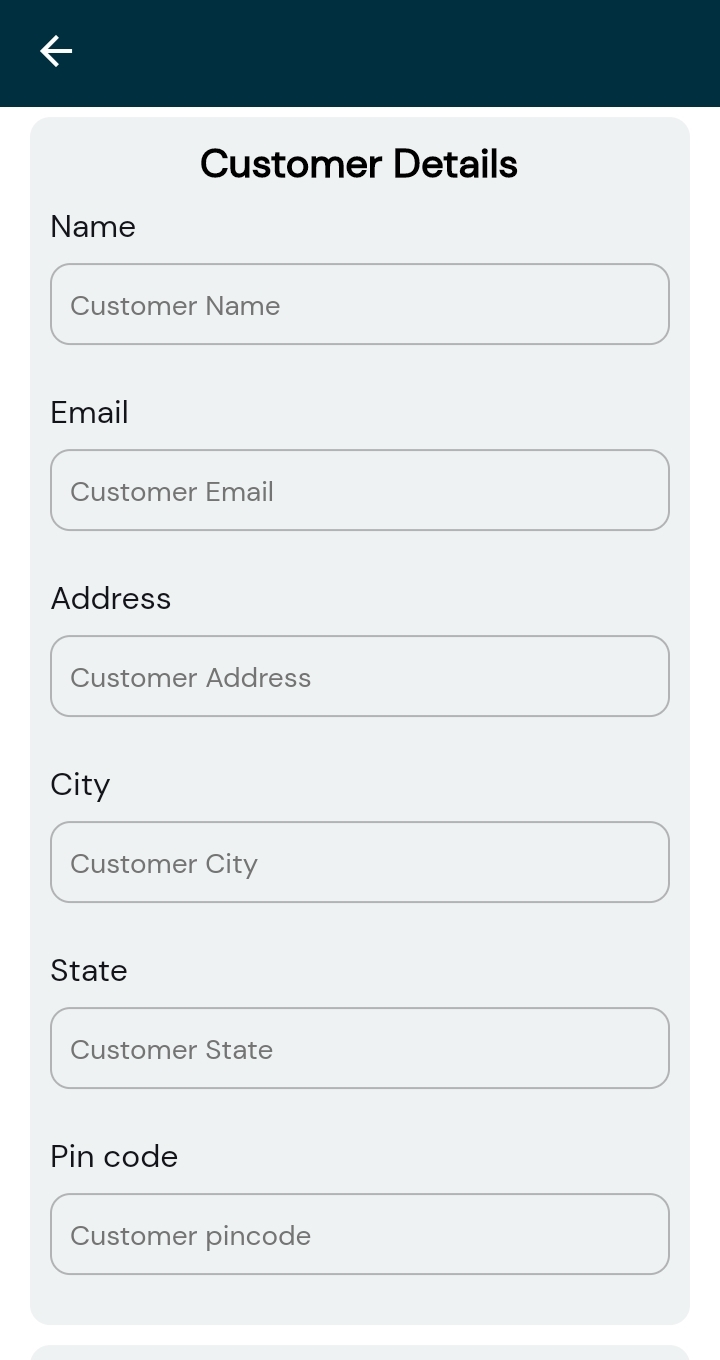 Customer Details
Name
Customer Name
Email
Customer Email
Address
Customer Address
City
Customer City
State
Customer State
Pin code
Customer pincode